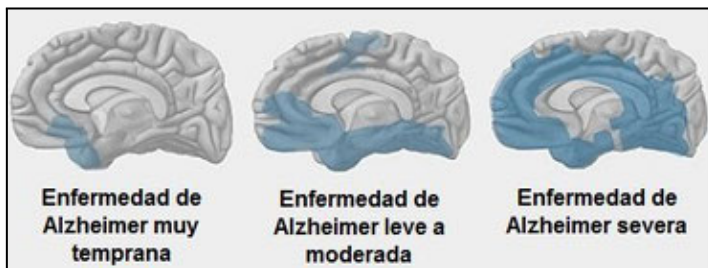 Enfermedad de
Alzheimer muy
temprana
Enfermedad de
Alzheimer leve a
moderada
Enfermedad de
Alzheimer severa